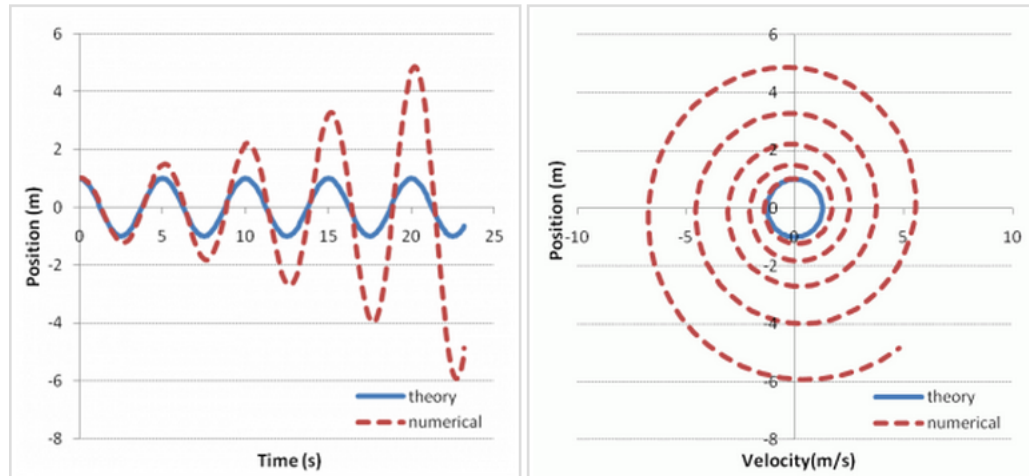 6
4
2
0
-2
-4
-6
-8
0 5 10 15 20 25
Position (m)
Time (s)
theory
numerical
6
4
2
0
-2
-4
-6
-8
-10 -5 0 5 10
Position (m)
Velocity(m/s)
theory
numerical